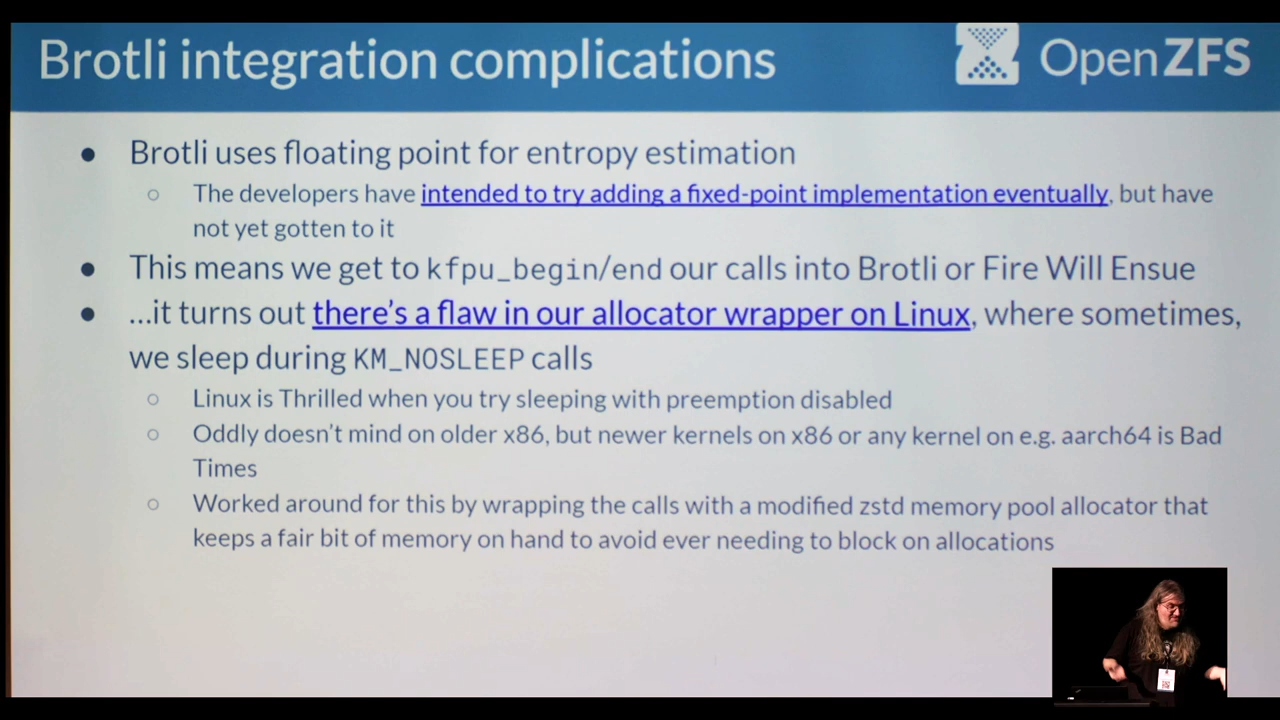 Brotli integration complications
OpenZFS
● Brotli uses floating point for entropy estimation
○ The developers have intended to try adding a fixed-point implementation eventually, but have
not yet gotten to it
● This means we get to kfpu_begin/end our calls into Brotli or Fire Will Ensue
● ...it turns out there's a flaw in our allocator wrapper on Linux, where sometimes,
we sleep during KM_NOSLEEP calls
○ Linux is Thrilled when you try sleeping with preemption disabled
○ Oddly doesn't mind on older x86, but newer kernels on x86 or any kernel on e.g. aarch64 is Bad
Times
○ Worked around for this by wrapping the calls with a modified zstd memory pool allocator that
keeps a fair bit of memory on hand to avoid ever needing to block on allocations